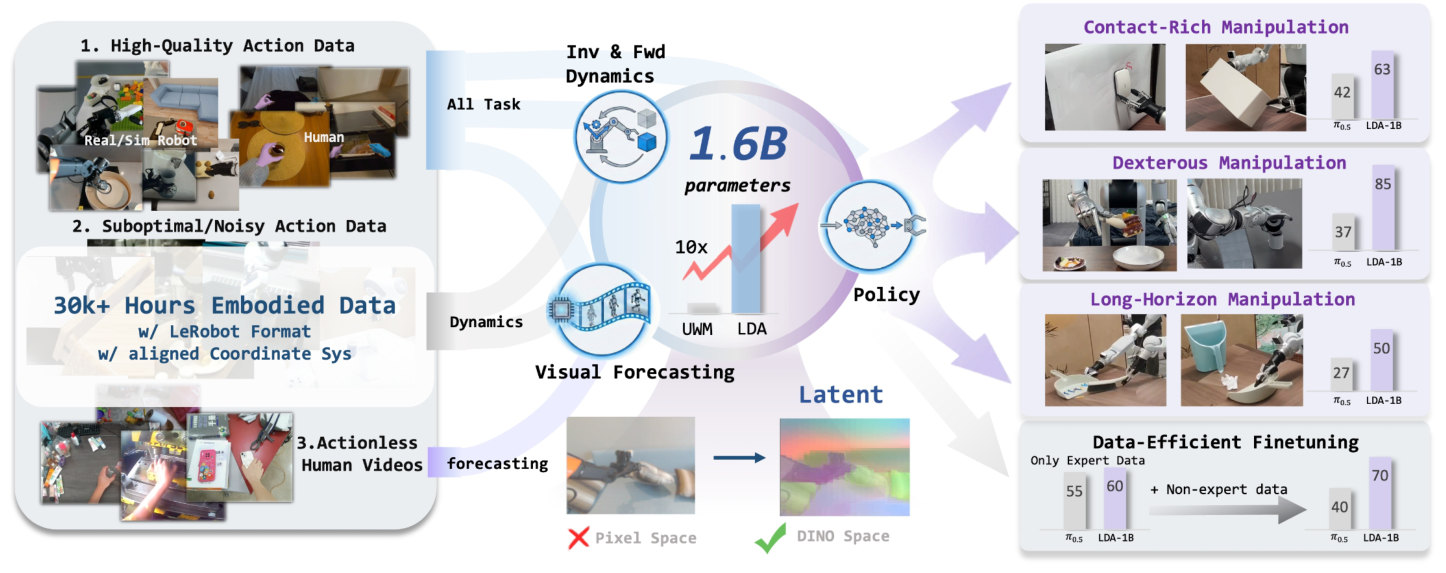 1. High-Quality Action Data
Real/Sim Robot
Human
2. Suboptimal/Noisy Action Data
30k+ Hours Embodied Data
w/ LeRobot Format
w/ aligned Coordinate Sys
3.Actionless
Human Videos
All Task
Dynamics
forecasting
Inv & Fwd
Dynamics
1.6B
parameters
10x
UWM
LDA
Visual Forecasting
Policy
Latent
Pixel Space
DINO Space
Contact-Rich Manipulation
42
63
π0.5
LDA-1B
Dexterous Manipulation
37
85
π0.5
LDA-1B
Long-Horizon Manipulation
27
50
π0.5
LDA-1B
Data-Efficient Finetuning
Only Expert Data
55
60
π0.5
LDA-1B
+ Non-expert data
40
70
π0.5
LDA-1B